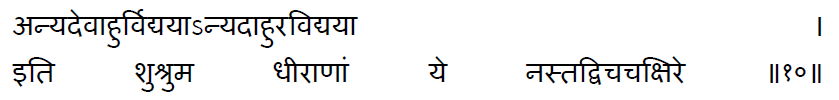 अन्यदेवाहुर्विद्ययाऽन्यदाहुरविद्यया ।
इति शुश्रुम धीराणां ये नस्तद्विचचक्षिरे ॥१०॥